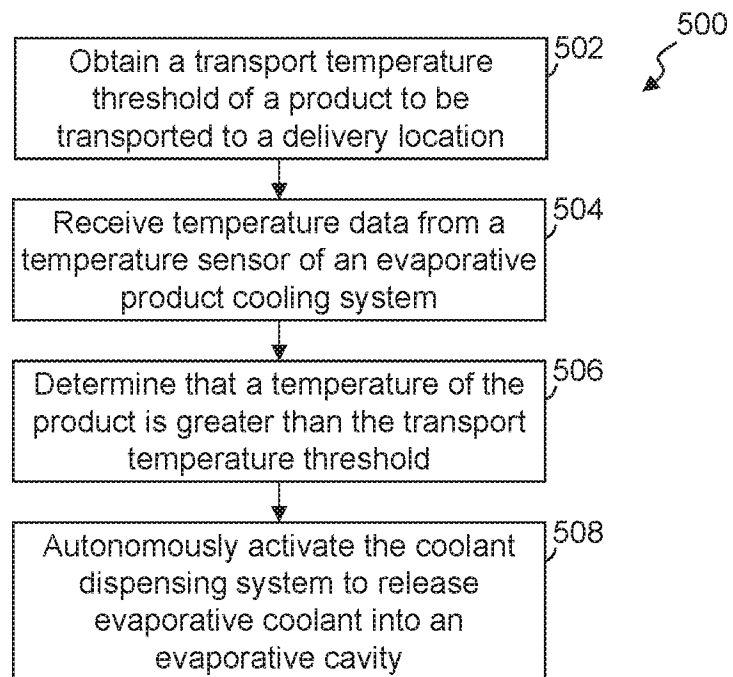 500
Obtain a transport temperature
threshold of a product to be
transported to a delivery location
502
Receive temperature data from a
temperature sensor of an evaporative
product cooling system
504
Determine that a temperature of the
product is greater than the transport
temperature threshold
506
Autonomously activate the coolant
dispensing system to release
evaporative coolant into an
evaporative cavity
508